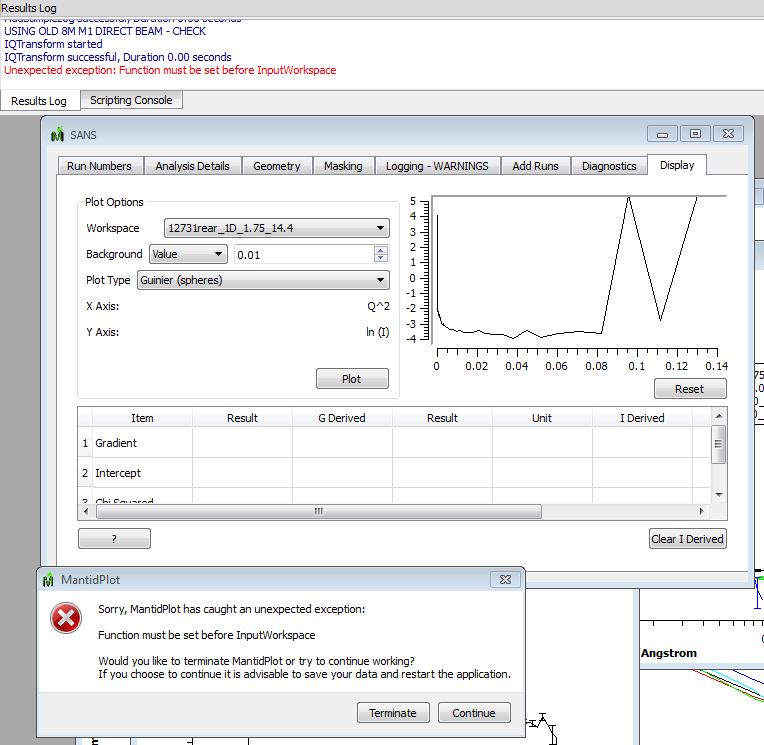 Results Log
AddSampleLog successful, Duration 0.00 seconds
USING OLD 8M M1 DIRECT BEAM - CHECK
IQTransform started
IQTransform successful, Duration 0.00 seconds
Unexpected exception: Function must be set before InputWorkspace
Results Log
Scripting Console
SANS
Run Numbers
Analysis Details
Geometry
Masking
Logging - WARNINGS
Add Runs
Diagnostics
Display
Plot Options
Workspace
12731rear_1D_1.75_14.4
Background
Value
0.01
Plot Type
Guinier (spheres)
X Axis:
Q^2
Y Axis:
ln (I)
Plot
5
4
3
2
1
0
-1
-2
-3
-4
0 0.02 0.04 0.06 0.08 0.1 0.12 0.14
Reset
Item Result G Derived Result Unit I Derived
1 Gradient
2 Intercept
3 Chi Squared
?
Clear I Derived
MantidPlot
Sorry, MantidPlot has caught an unexpected exception:
Function must be set before InputWorkspace
Would you like to terminate MantidPlot or try to continue working?
If you choose to continue it is advisable to save your data and restart the application.
Terminate
Continue
Angstrom